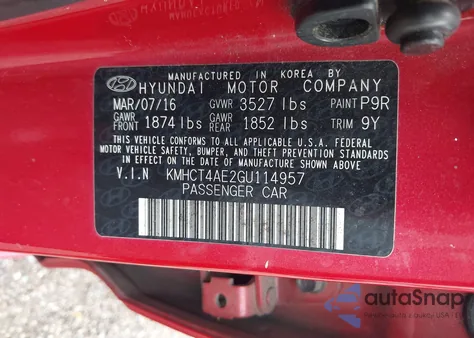 MANUFACTURED IN KOREA BY
HYUNDAI MOTOR COMPANY
MAR/07/16 GVWR 3527 lbs PAINT P9R
GAWR FRONT 1874 lbs GAWR REAR 1852 lbs TRIM 9Y
THIS VEHICLE CONFORMS TO ALL APPLICABLE U.S.A. FEDERAL
MOTOR VEHICLE SAFETY, BUMPER, AND THEFT PREVENTION
STANDARDS IN EFFECT ON THE DATE OF MANUFACTURE SHOWN ABOVE.
V.I.N KMHCT4AE2GU114957
PASSENGER CAR
autoSnap